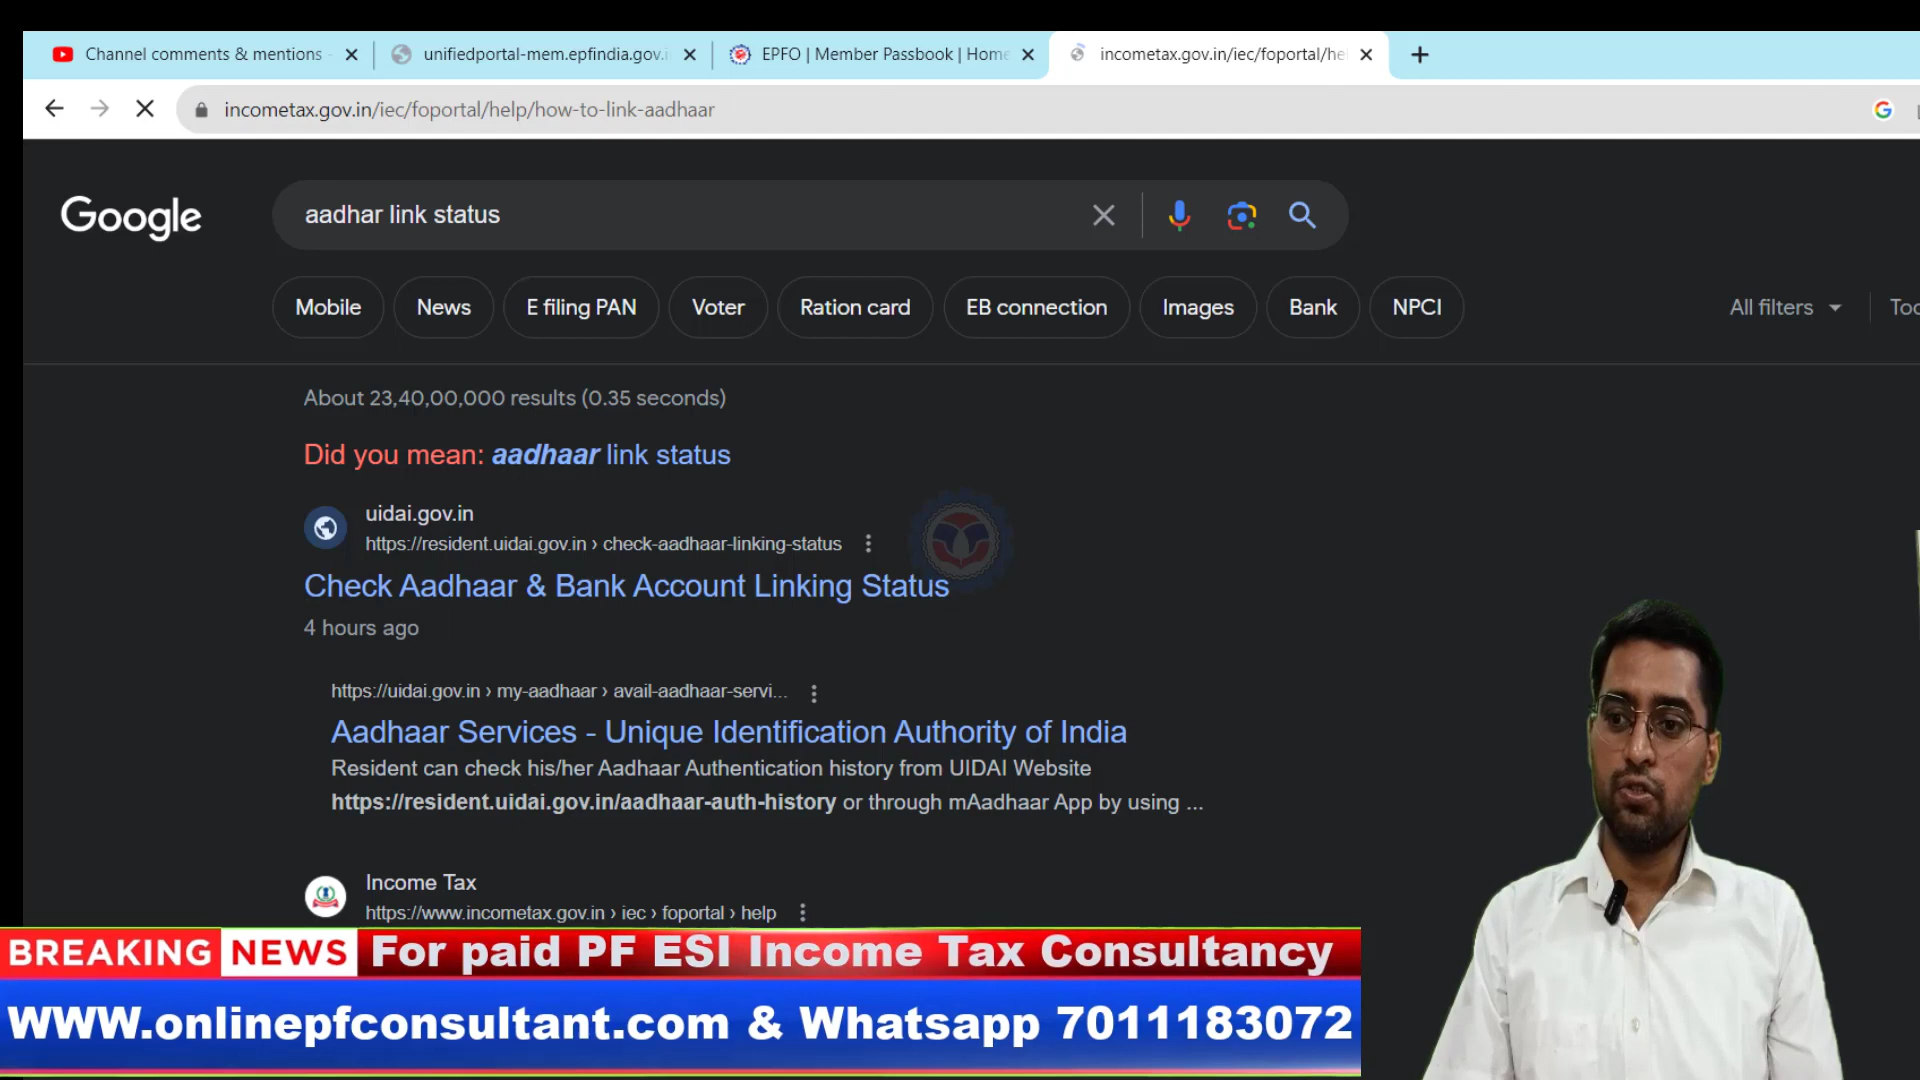 Channel comments & mentions -
unifiedportal-mem.epfindia.gov.i
EPFO | Member Passbook | Home
incometax.gov.in/iec/foportal/he
incometax.gov.in/iec/foportal/help/how-to-link-aadhaar
Google
aadhar link status
Mobile
News
E filing PAN
Voter
Ration card
EB connection
Images
Bank
NPCI
All filters
Too
About 23,40,00,000 results (0.35 seconds)
Did you mean: aadhaar link status
uidai.gov.in
https://resident.uidai.gov.in › check-aadhaar-linking-status
Check Aadhaar & Bank Account Linking Status
4 hours ago
https://uidai.gov.in › my-aadhaar › avail-aadhaar-servi...
Aadhaar Services - Unique Identification Authority of India
Resident can check his/her Aadhaar Authentication history from UIDAI Website
https://resident.uidai.gov.in/aadhaar-auth-history or through mAadhaar App by using ...
Income Tax
https://www.incometax.gov.in › iec › foportal › help
BREAKING NEWS For paid PF ESI Income Tax Consultancy
WWW.onlinepfconsultant.com & Whatsapp 7011183072